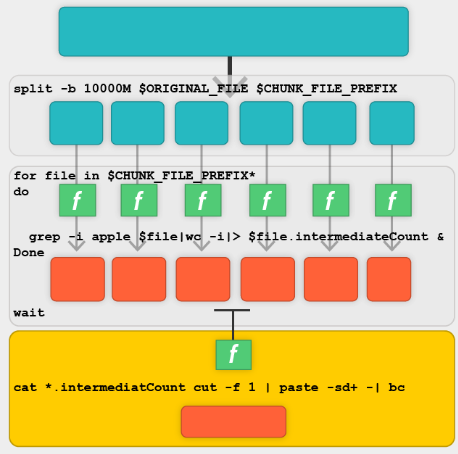 split -b 10000M $ORIGINAL_FILE $CHUNK_FILE_PREFIX
for file in $CHUNK_FILE_PREFIX*
do
f f f f f f
grep -i apple $file|wc -i|> $file.intermediateCount &
Done
wait
f
cat *.intermediatCount cut -f 1 | paste -sd+ -| bc